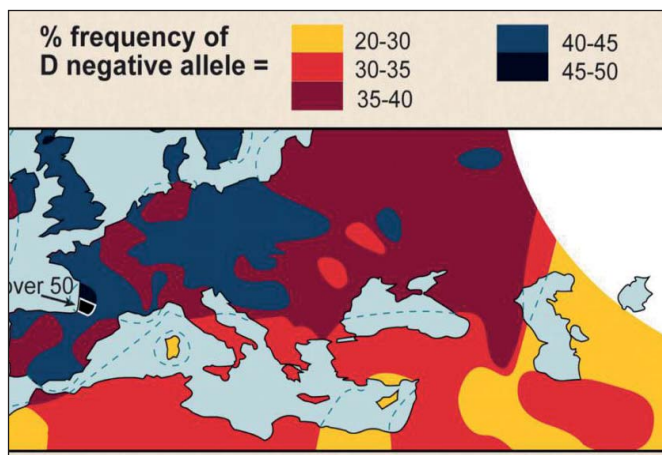 % frequency of
D negative allele =
20-30
30-35
35-40
40-45
45-50
over 50